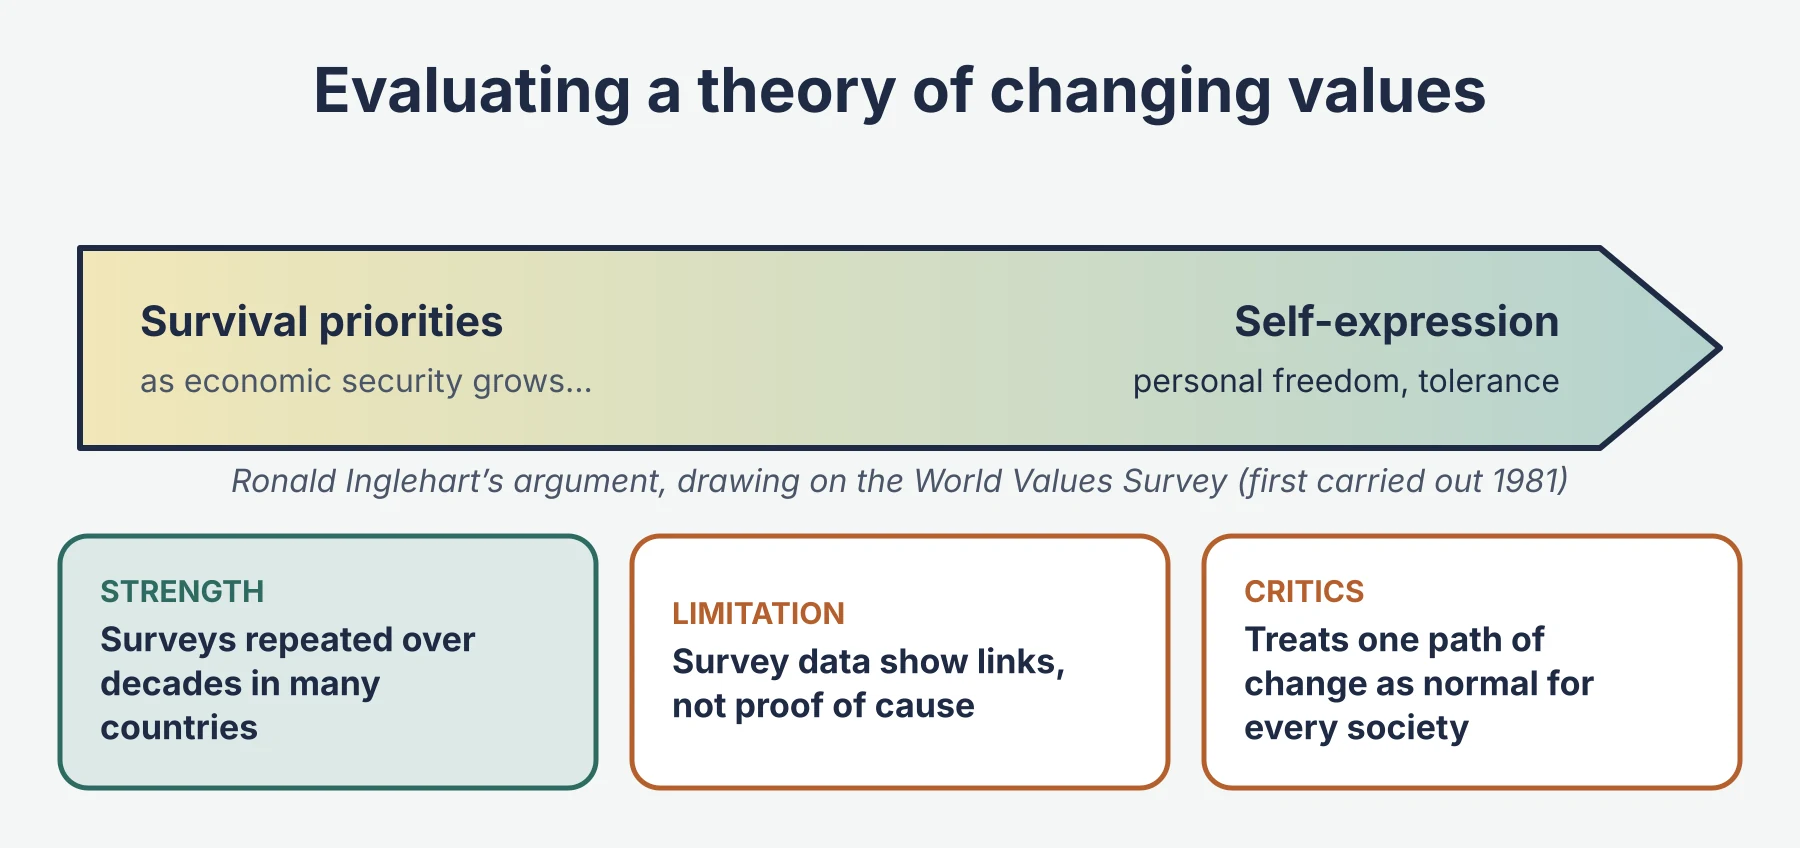 Evaluating a theory of changing values
Survival priorities
as economic security grows…
Self-expression
personal freedom, tolerance
Ronald Inglehart’s argument, drawing on the World Values Survey (first carried out 1981)
STRENGTH
Surveys repeated over
decades in many
countries
LIMITATION
Survey data show links,
not proof of cause
CRITICS
Treats one path of
change as normal for
every society